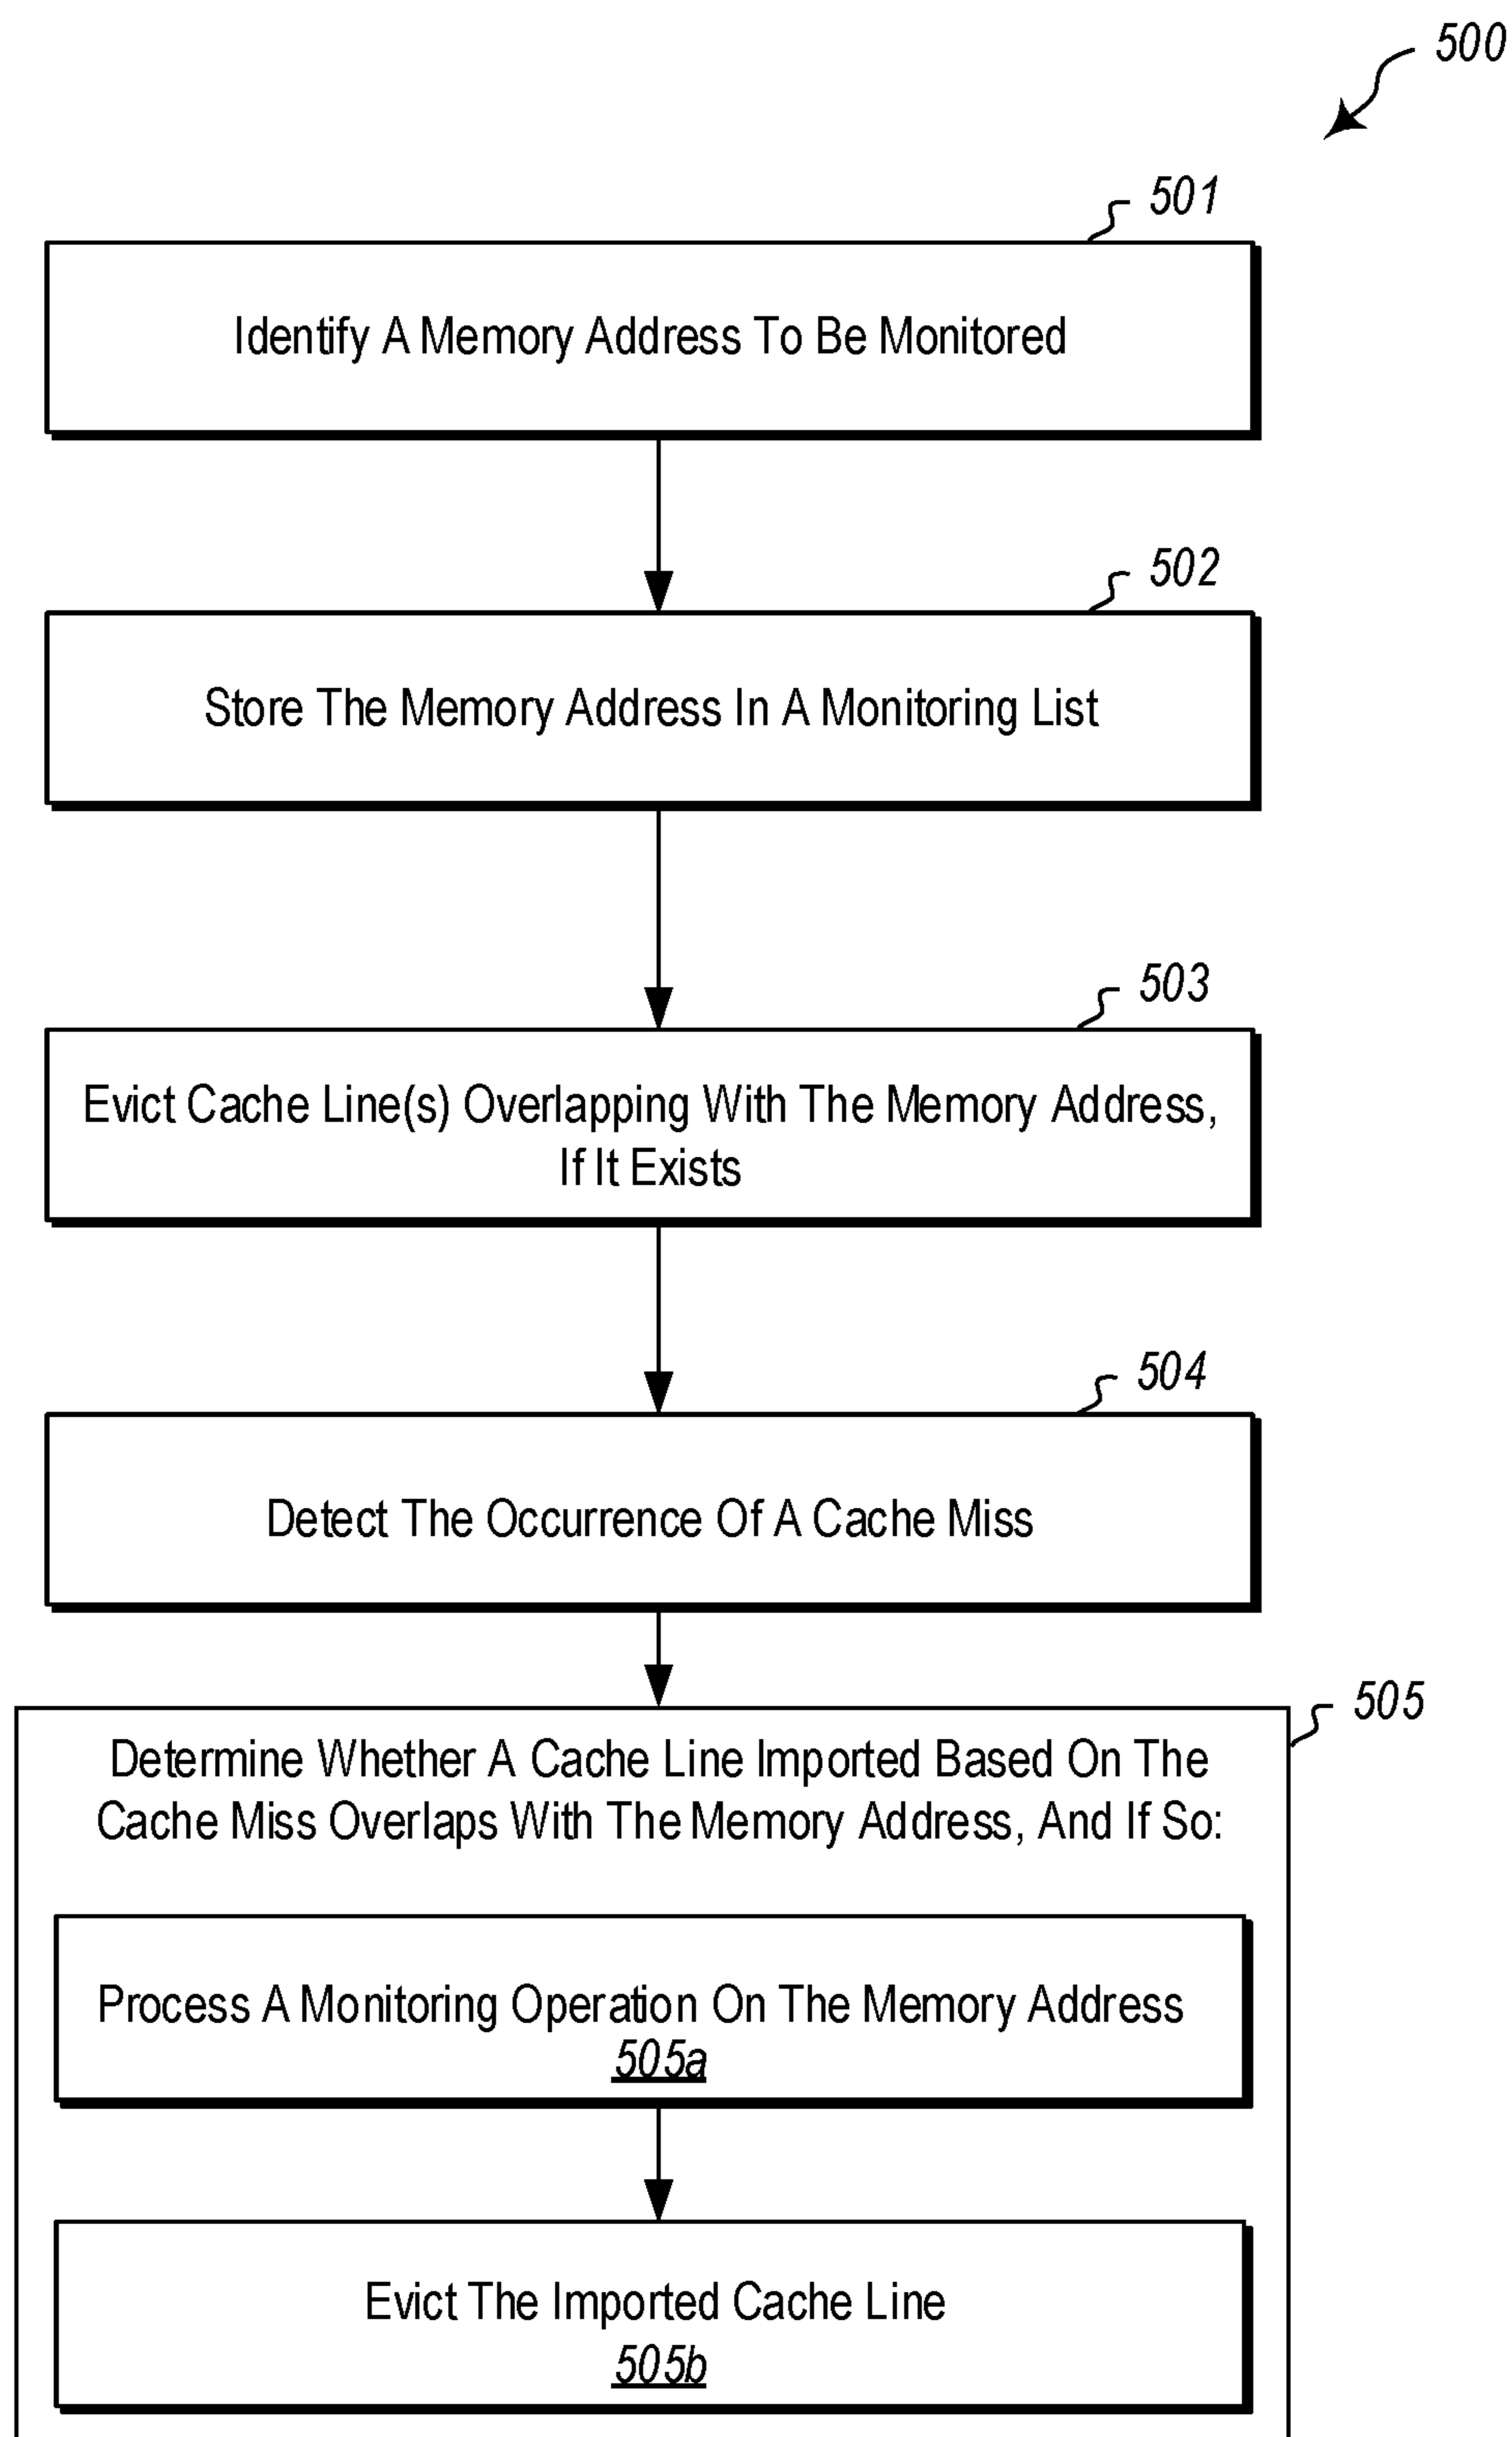 500
501
Identify A Memory Address To Be Monitored
502
Store The Memory Address In A Monitoring List
503
Evict Cache Line(s) Overlapping With The Memory Address,
If It Exists
504
Detect The Occurrence Of A Cache Miss
505
Determine Whether A Cache Line Imported Based On The
Cache Miss Overlaps With The Memory Address, And If So:
Process A Monitoring Operation On The Memory Address
505a
Evict The Imported Cache Line
505b